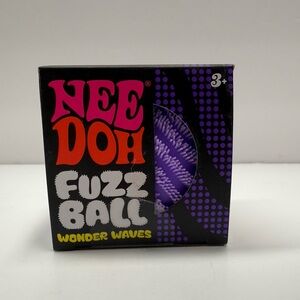 NEE
DOH
FUZZ
BALL
WONDER WAVES
3+